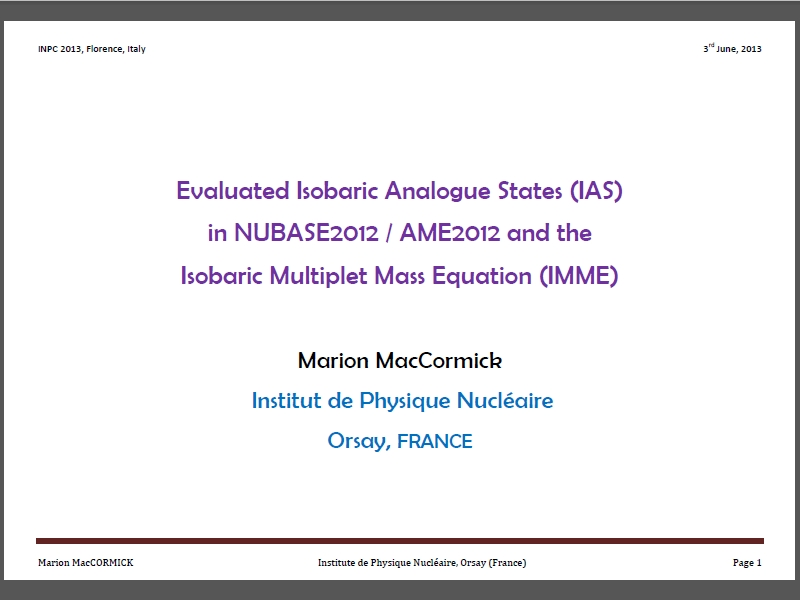 INPC 2013, Florence, Italy 3rd June, 2013
Evaluated Isobaric Analogue States (IAS)
in NUBASE2012 / AME2012 and the
Isobaric Multiplet Mass Equation (IMME)
Marion MacCormick
Institut de Physique Nucléaire
Orsay, FRANCE
Marion MacCORMICK Institute de Physique Nucléaire, Orsay (France) Page 1